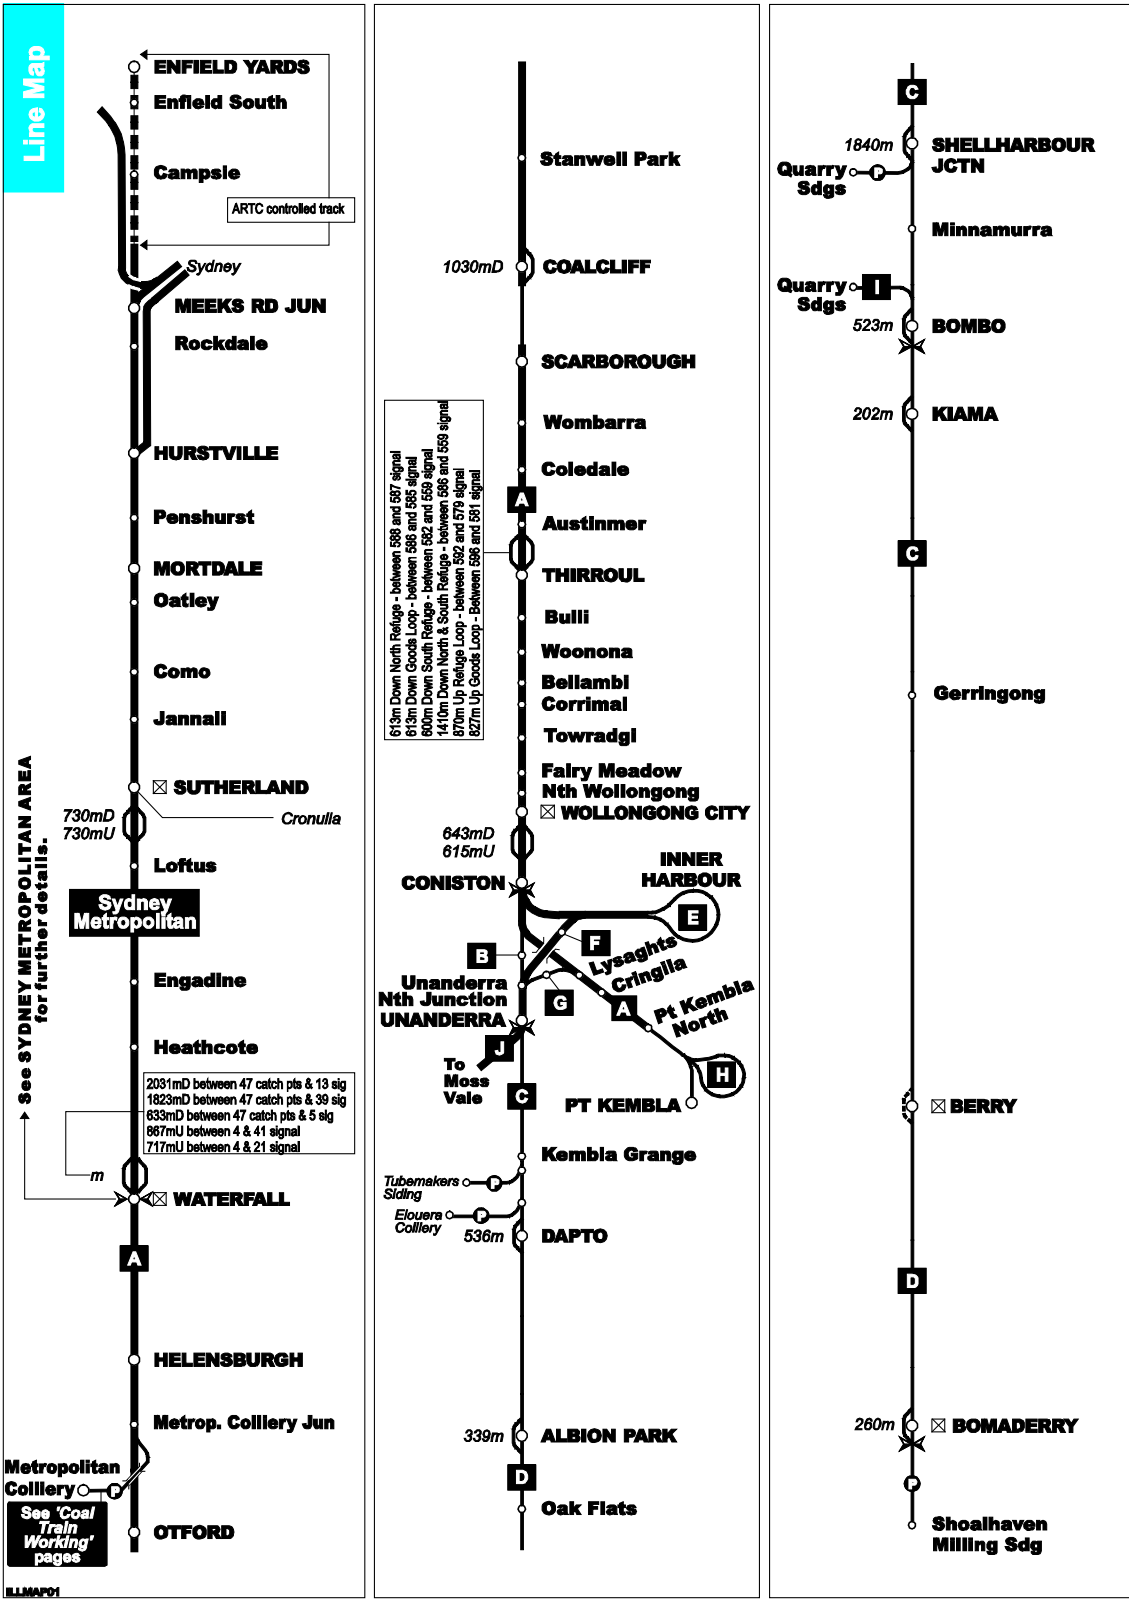 Line Map
ENFIELD YARDS
Enfield South
Campsie
ARTC controlled track
Sydney
MEEKS RD JUN
Rockdale
HURSTVILLE
Penshurst
MORTDALE
Oatley
Como
Jannali
SUTHERLAND
Cronulla
730mD
730mU
Loftus
Sydney
Metropolitan
See SYDNEY METROPOLITAN AREA
for further details.
Engadine
Heathcote
2031mD between 47 catch pts & 13 sig
1823mD between 47 catch pts & 39 sig
633mD between 47 catch pts & 5 sig
867mU between 4 & 41 signal
717mU between 4 & 21 signal
m
WATERFALL
A
HELENSBURGH
Metrop. Colliery Jun
Metropolitan
Colliery
P
See 'Coal
Train
Working'
pages
OTFORD
ILLMAP01
Stanwell Park
1030mD
COALCLIFF
SCARBOROUGH
Wombarra
Coledale
A
Austinmer
613m Down North Refuge - between 588 and 587 signal
613m Down Goods Loop - between 586 and 585 signal
600m Down South Refuge - between 582 and 559 signal
1410m Down North & South Refuge - between 586 and 559 signal
870m Up Refuge Loop - between 592 and 579 signal
827m Up Goods Loop - Between 596 and 581 signal
THIRROUL
Bulli
Woonona
Bellambi
Corrimal
Towradgi
Fairy Meadow
Nth Wollongong
WOLLONGONG CITY
643mD
615mU
CONISTON
INNER
HARBOUR
E
F
B
Lysaghts
Cringila
Unanderra
Nth Junction
G
A
Pt Kembla
North
UNANDERRA
J
To
Moss
Vale
H
C
PT KEMBLA
Kembla Grange
Tubemakers
Siding
P
Elouera
Colliery
P
536m
DAPTO
339m
ALBION PARK
D
Oak Flats
C
1840m
SHELLHARBOUR
JCTN
Quarry
Sdgs
P
Minnamurra
Quarry
Sdgs
I
523m
BOMBO
202m
KIAMA
C
Gerringong
BERRY
D
260m
BOMADERRY
P
Shoalhaven
Milling Sdg